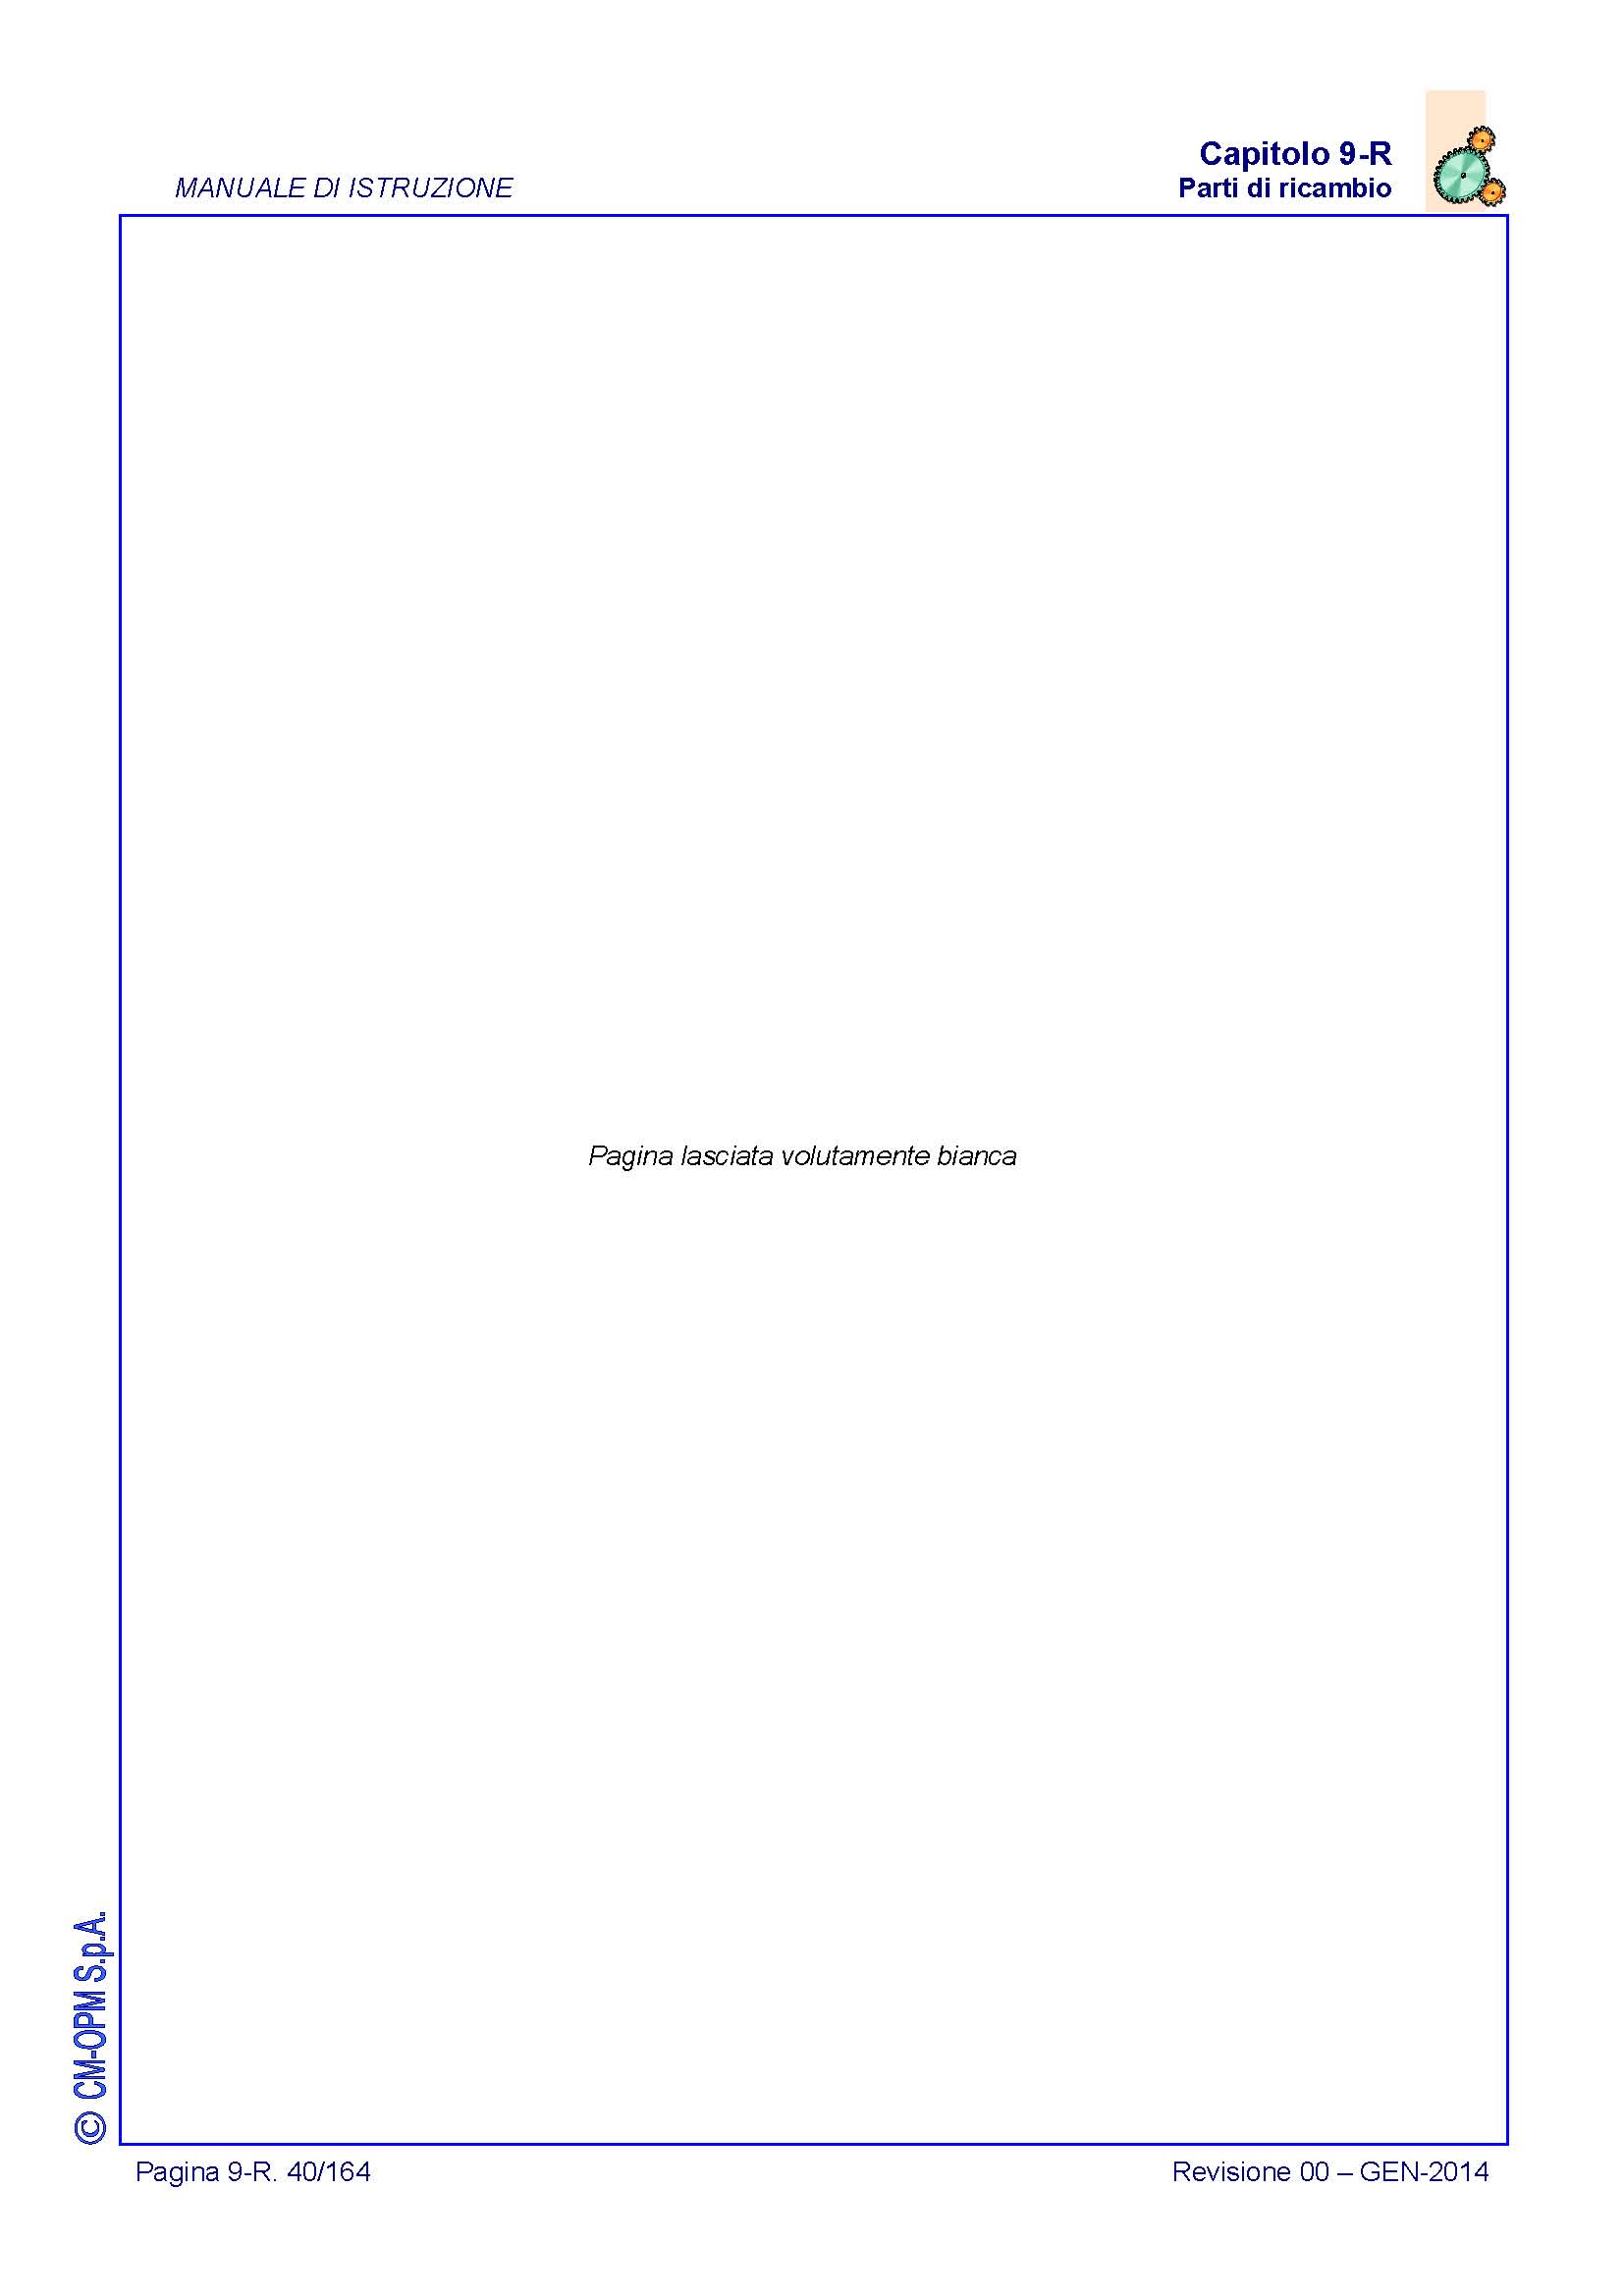 Capitolo 9-R
MANUALE DI ISTRUZIONE
Parti di ricambio
Pagina lasciata volutamente bianca
© CM-OPM S.p.A.
Pagina 9-R. 40/164
Revisione 00 – GEN-2014